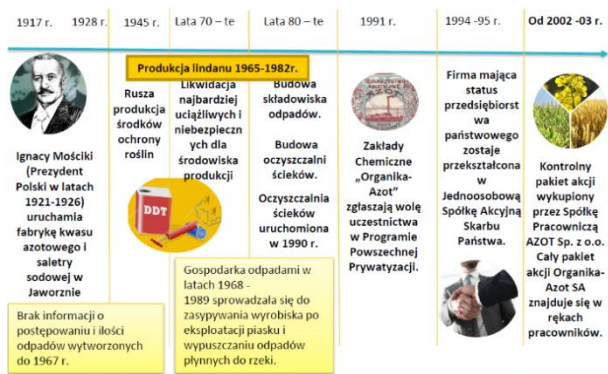 1917 r.
1928 r.
1945 r.
Lata 70 – te
Lata 80 – te
1991 r.
1994 -95 r.
Od 2002 -03 r.
Produkcja lindanu 1965-1982r.
Ignacy Mościki
(Prezydent
Polski w latach
1921-1926)
uruchamia
fabrykę kwasu
azotowego i
saletry
sodowej w
Jaworznie
Rusza
produkcja
środków
ochrony
roślin
DDT
Likwidacja
najbardziej
uciążliwych i
niebezpieczn
ych dla
środowiska
produkcji
Budowa
składowiska
odpadów.
Budowa
oczyszczalni
ścieków.
Oczyszczalnia
ścieków
uruchomiona
w 1990 r.
AZOT
Zakłady
Chemiczne
„Organika-
Azot”
zgłaszają wolę
uczestnictwa
w Programie
Powszechnej
Prywatyzacji.
Firma mająca
status
przedsiębiorst
wa
państwowego
zostaje
przekształcona
w
Jednoosobową
Spółkę Akcyjną
Skarbu
Państwa.
Kontrolny
pakiet akcji
wykupiony
przez Spółkę
Pracowniczą
AZOT Sp. z o.o.
Cały pakiet
akcji Organika-
Azot SA
znajduje się w
rękach
pracowników.
Brak informacji o
postępowaniu i ilości
odpadów wytworzonych
do 1967 r.
Gospodarka odpadami w
latach 1968 -
1989 sprowadzała się do
zasypywania wyrobiska po
eksploatacji piasku i
wypuszczaniu odpadów
płynnych do rzeki.